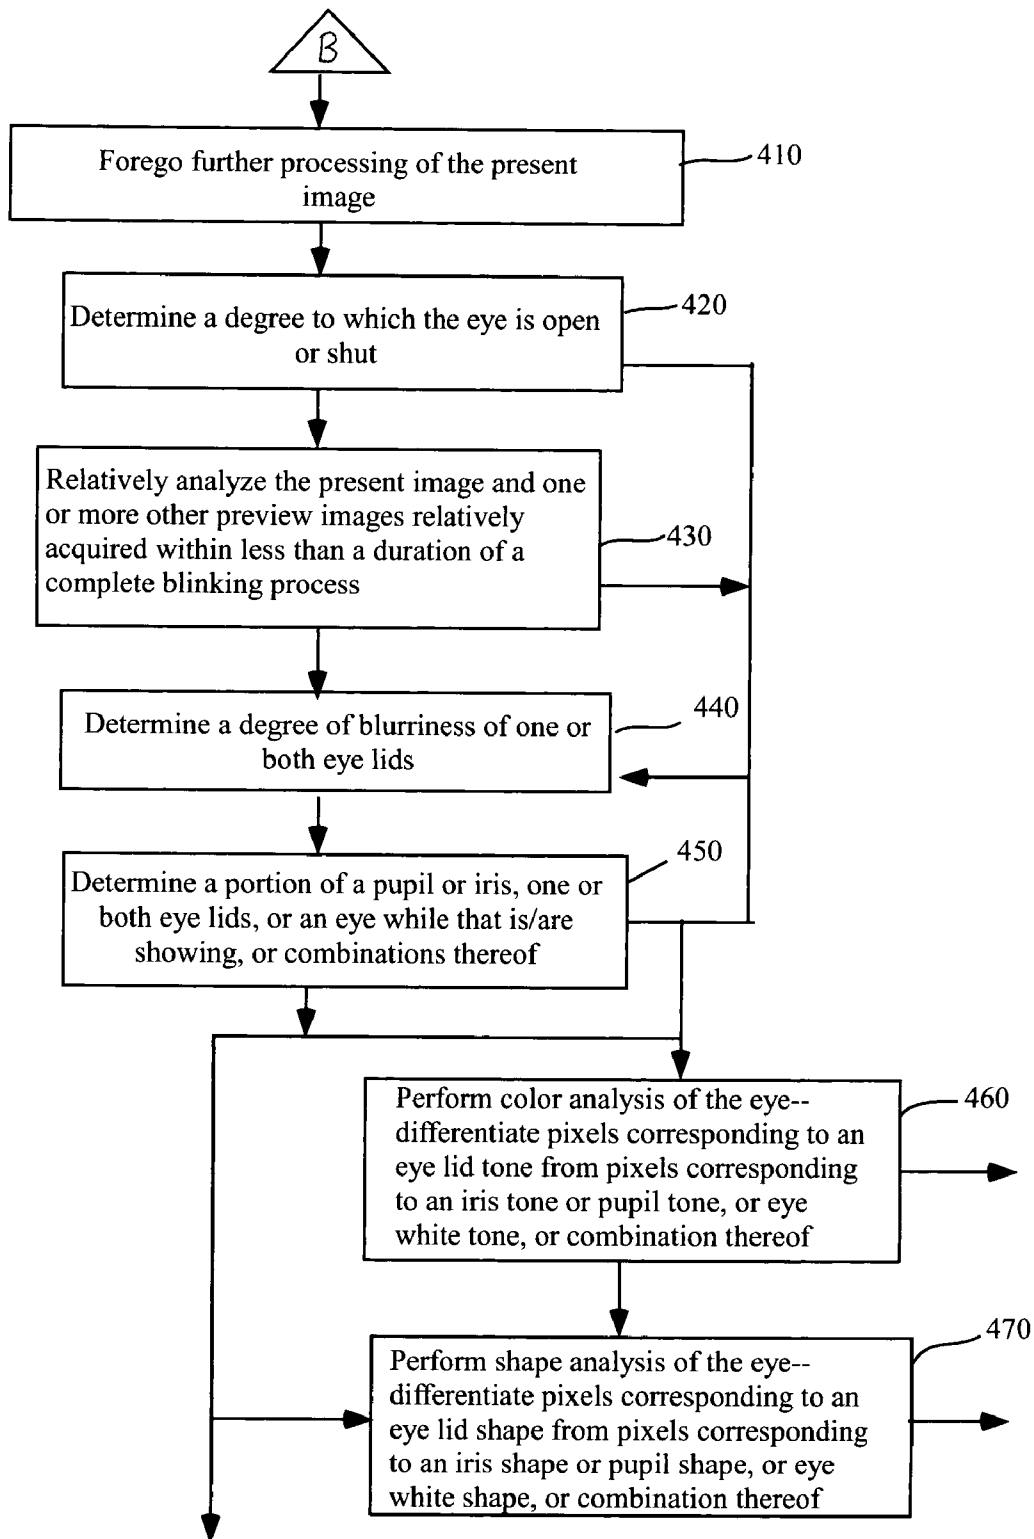 B
Forego further processing of the present
image
410
Determine a degree to which the eye is open
or shut
420
Relatively analyze the present image and one
or more other preview images relatively
acquired within less than a duration of a
complete blinking process
430
Determine a degree of blurriness of one or
both eye lids
440
Determine a portion of a pupil or iris, one or
both eye lids, or an eye while that is/are
showing, or combinations thereof
450
Perform color analysis of the eye--
differentiate pixels corresponding to an
eye lid tone from pixels corresponding
to an iris tone or pupil tone, or eye
white tone, or combination thereof
460
Perform shape analysis of the eye--
differentiate pixels corresponding to an
eye lid shape from pixels corresponding
to an iris shape or pupil shape, or eye
white shape, or combination thereof
470